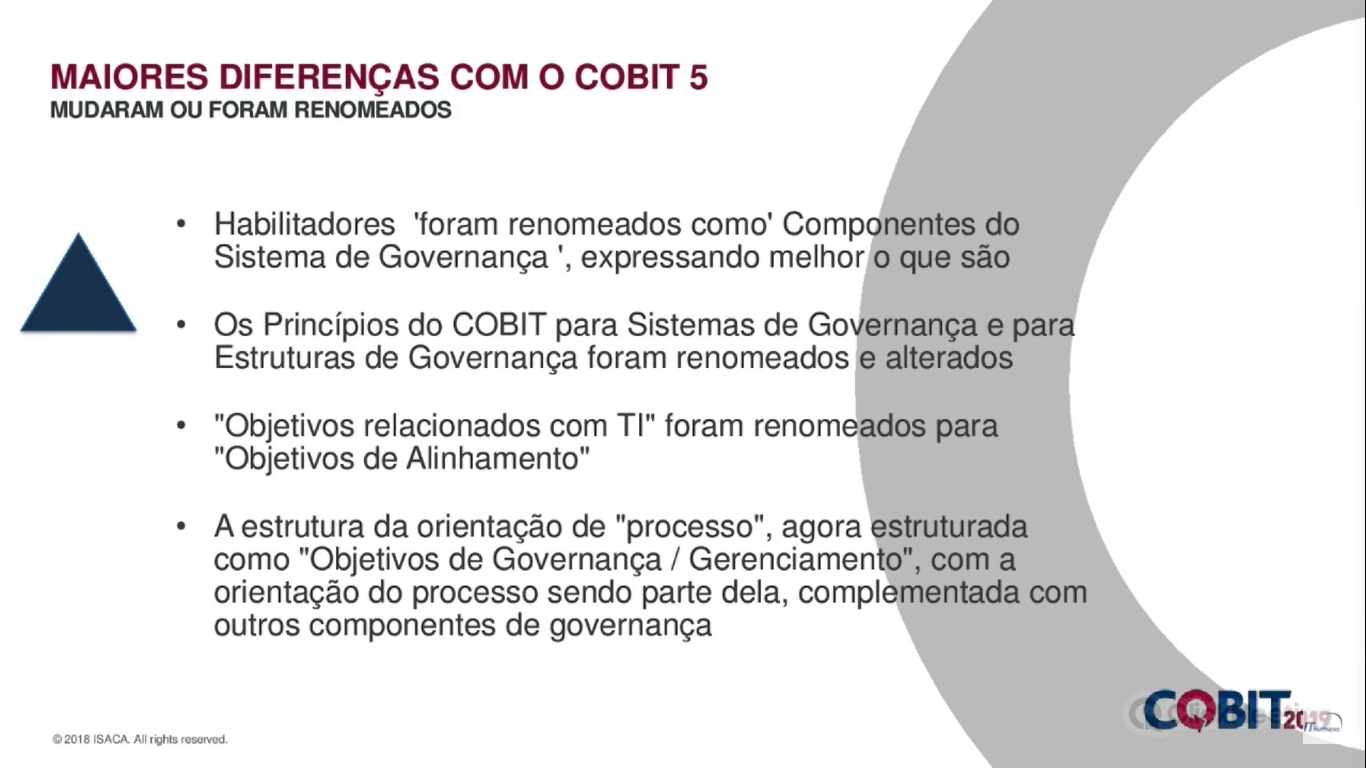 MAIORES DIFERENÇAS COM O COBIT 5
MUDARAM OU FORAM RENOMEADOS
• Habilitadores 'foram renomeados como' Componentes do
Sistema de Governança ', expressando melhor o que são
• Os Princípios do COBIT para Sistemas de Governança e para
Estruturas de Governança foram renomeados e alterados
• "Objetivos relacionados com TI" foram renomeados para
"Objetivos de Alinhamento"
• A estrutura da orientação de "processo", agora estruturada
como "Objetivos de Governança / Gerenciamento", com a
orientação do processo sendo parte dela, complementada com
outros componentes de governança
COBIT 2019
© 2018 ISACA. All rights reserved.